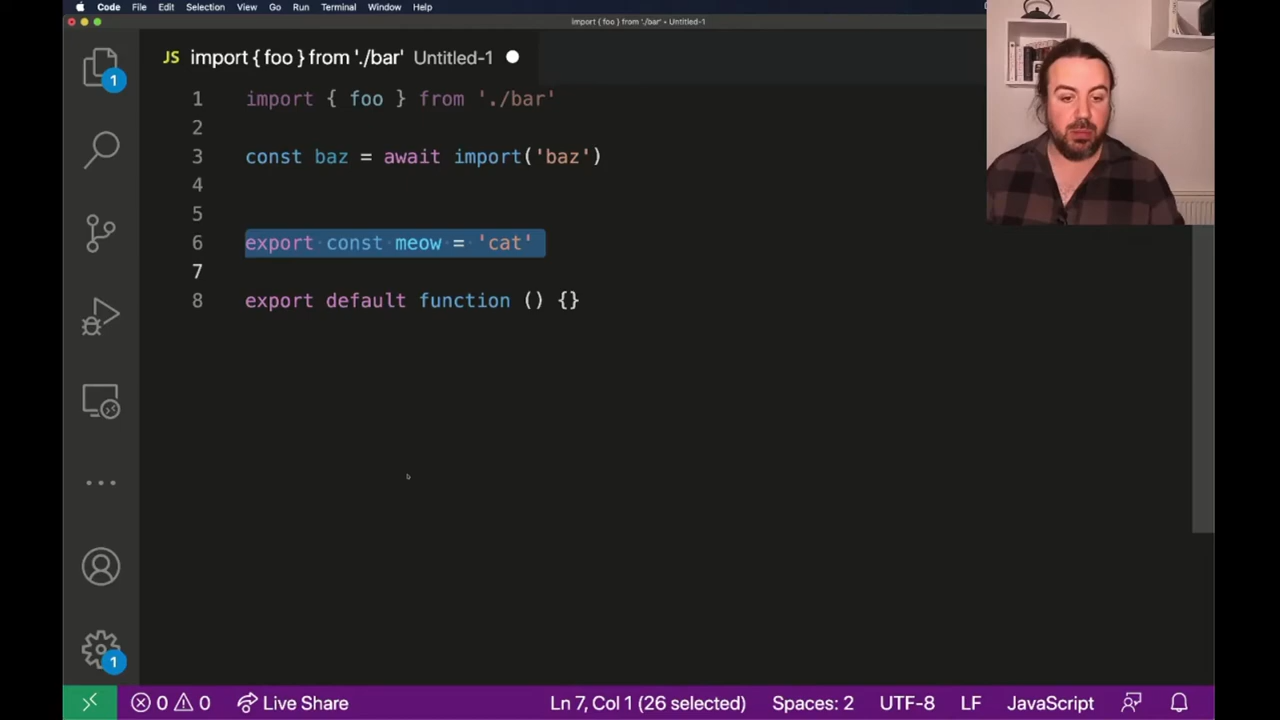 Code File Edit Selection View Go Run Terminal Window Help
import { foo } from './bar' • Untitled-1
JS import { foo } from './bar' Untitled-1
1
1 import { foo } from './bar'
2
3 const baz = await import('baz')
4
5
6 export const meow = 'cat'
7
8 export default function () {}
1
0 0 Live Share Ln 7, Col 1 (26 selected) Spaces: 2 UTF-8 LF JavaScript